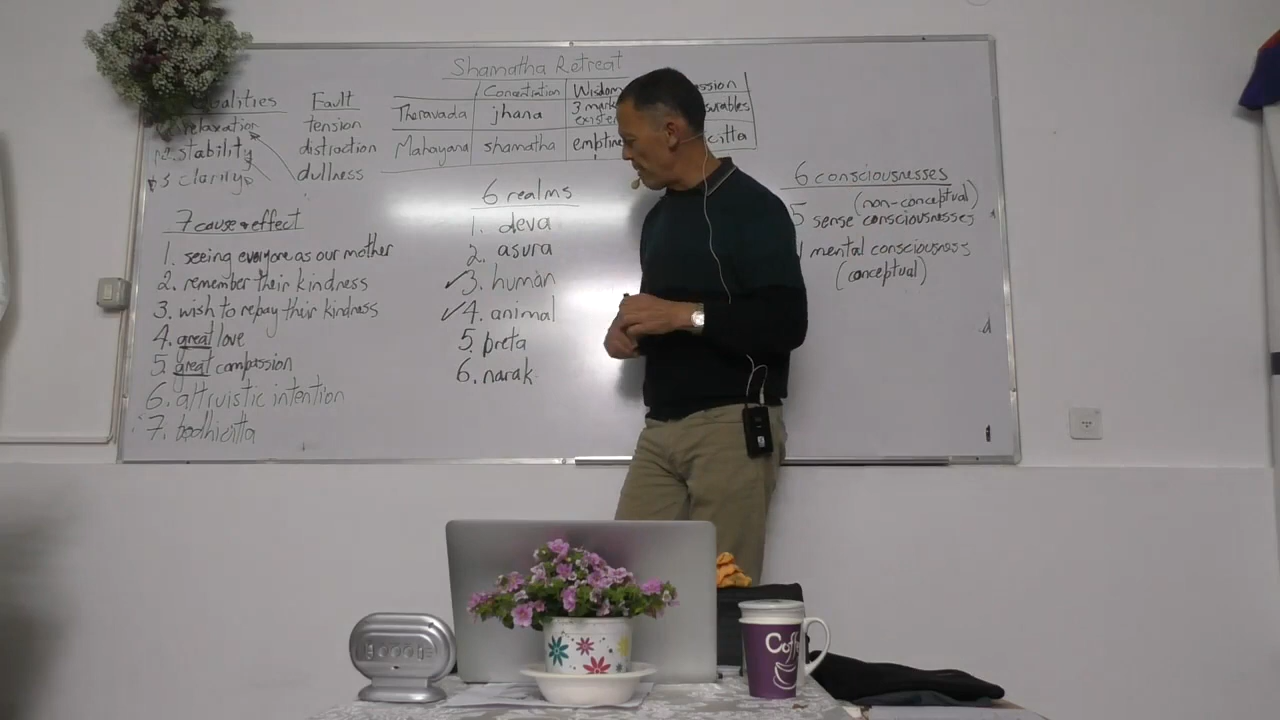 Shamatha Retreat
Concentration Wisdom
Theravada jhana 3
Mahayana shamatha
Fault
relaxation tension
2. stability distraction
3 clarity dullness
7 cause & effect
1. seeing everyone as our mother
2. remember their kindness
3. wish to repay their kindness
4. great love
5. great compassion
6. altruistic intention
7. bodhicitta
6 realms
1. deva
2. asura
✓3. human
✓4. animal
5. preta
6. narak
6 consciousnesses
(non-conceptual)
5 sense consciousnesses
1 mental consciousness
(conceptual)